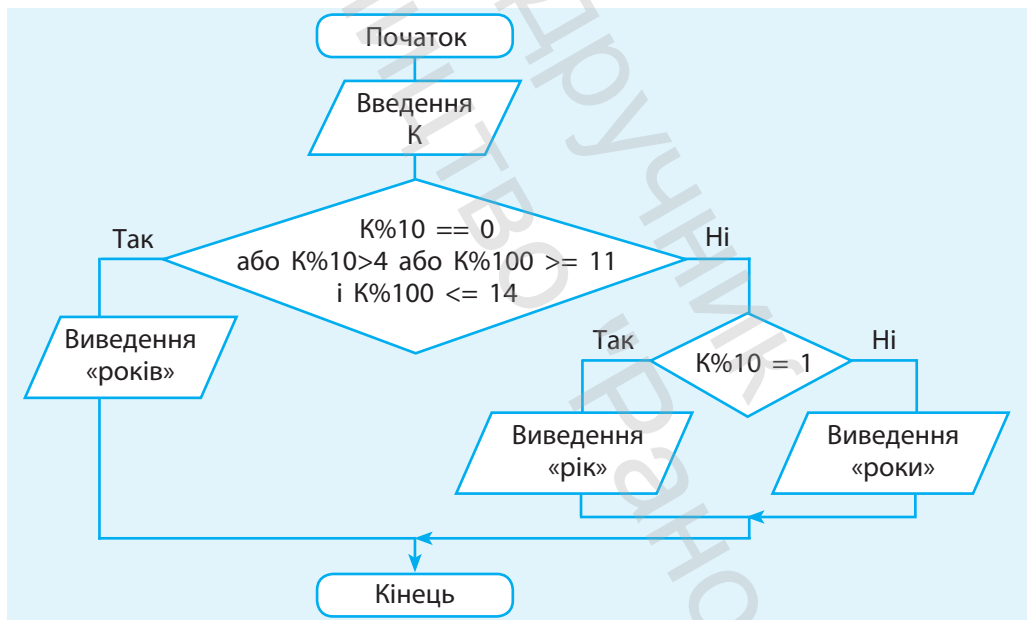 Початок
Введення
К
К%10 == 0
або К%10>4 або К%100 >= 11
і К%100 <= 14
Так
Ні
Виведення
«років»
К%10 = 1
Так
Ні
Виведення
«рік»
Виведення
«роки»
Кінець